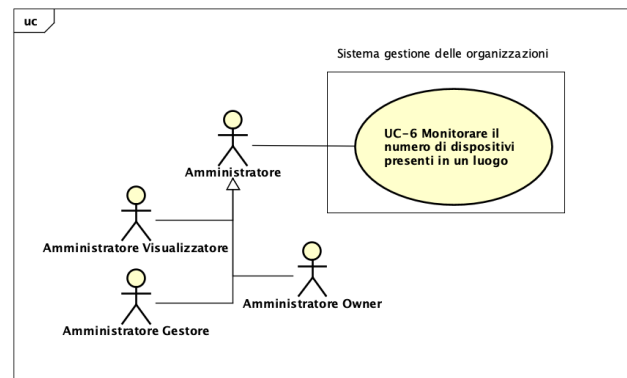 uc
Sistema gestione delle organizzazioni
UC-6 Monitorare il
numero di dispositivi
presenti in un luogo
Amministratore
Amministratore Visualizzatore
Amministratore Owner
Amministratore Gestore